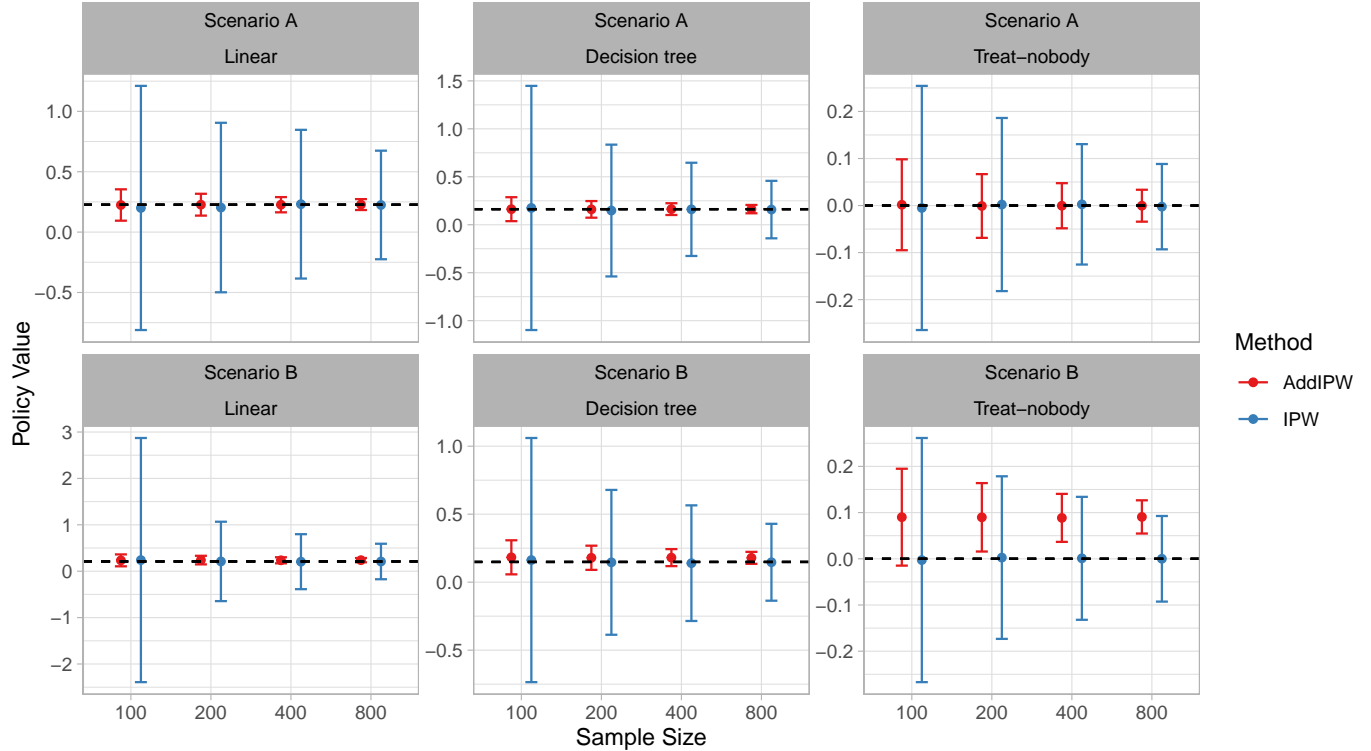 Scenario A
Linear
Scenario A
Decision tree
Scenario A
Treat−nobody
1.0
0.5
0.0
−0.5
1.5
1.0
0.5
0.0
−0.5
−1.0
0.2
0.1
0.0
−0.1
−0.2
Policy Value
Scenario B
Linear
Scenario B
Decision tree
Scenario B
Treat−nobody
3
2
1
0
−1
−2
1.0
0.5
0.0
−0.5
0.2
0.1
0.0
−0.1
−0.2
100 200 400 800
100 200 400 800
100 200 400 800
Sample Size
Method
AddIPW
IPW